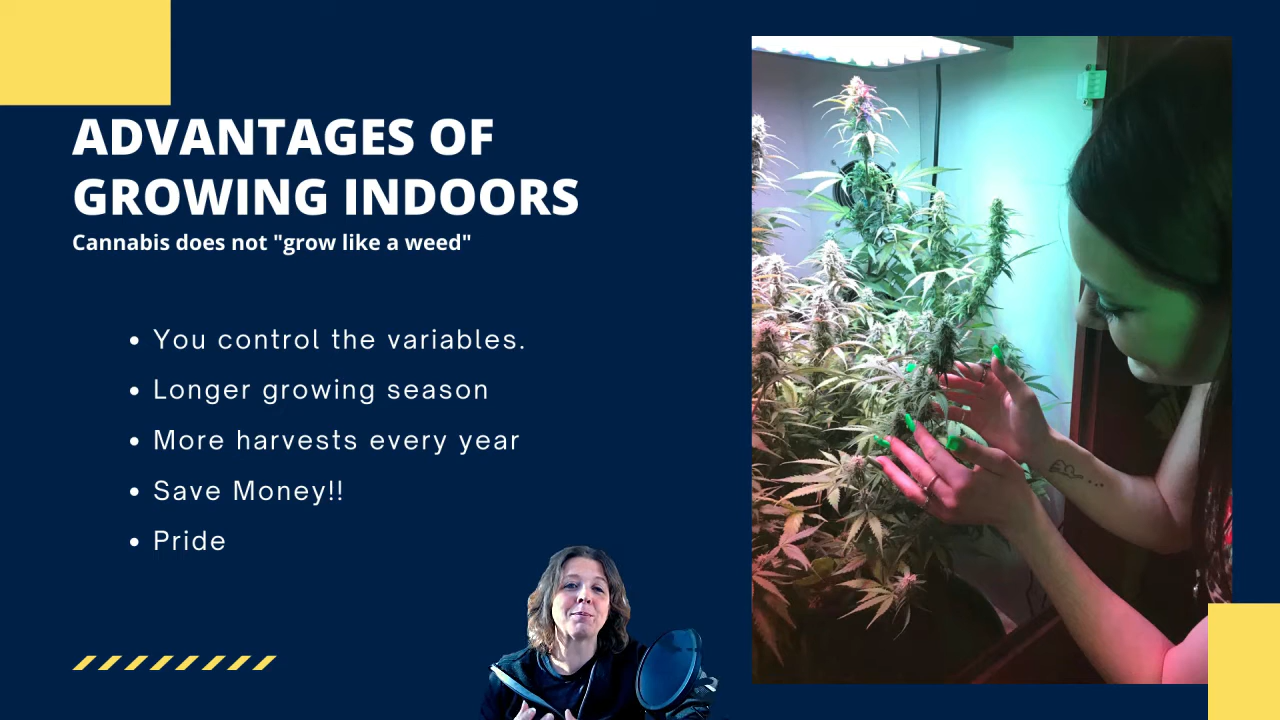 ADVANTAGES OF
GROWING INDOORS
Cannabis does not "grow like a weed"
• You control the variables.
• Longer growing season
• More harvests every year
• Save Money!!
• Pride